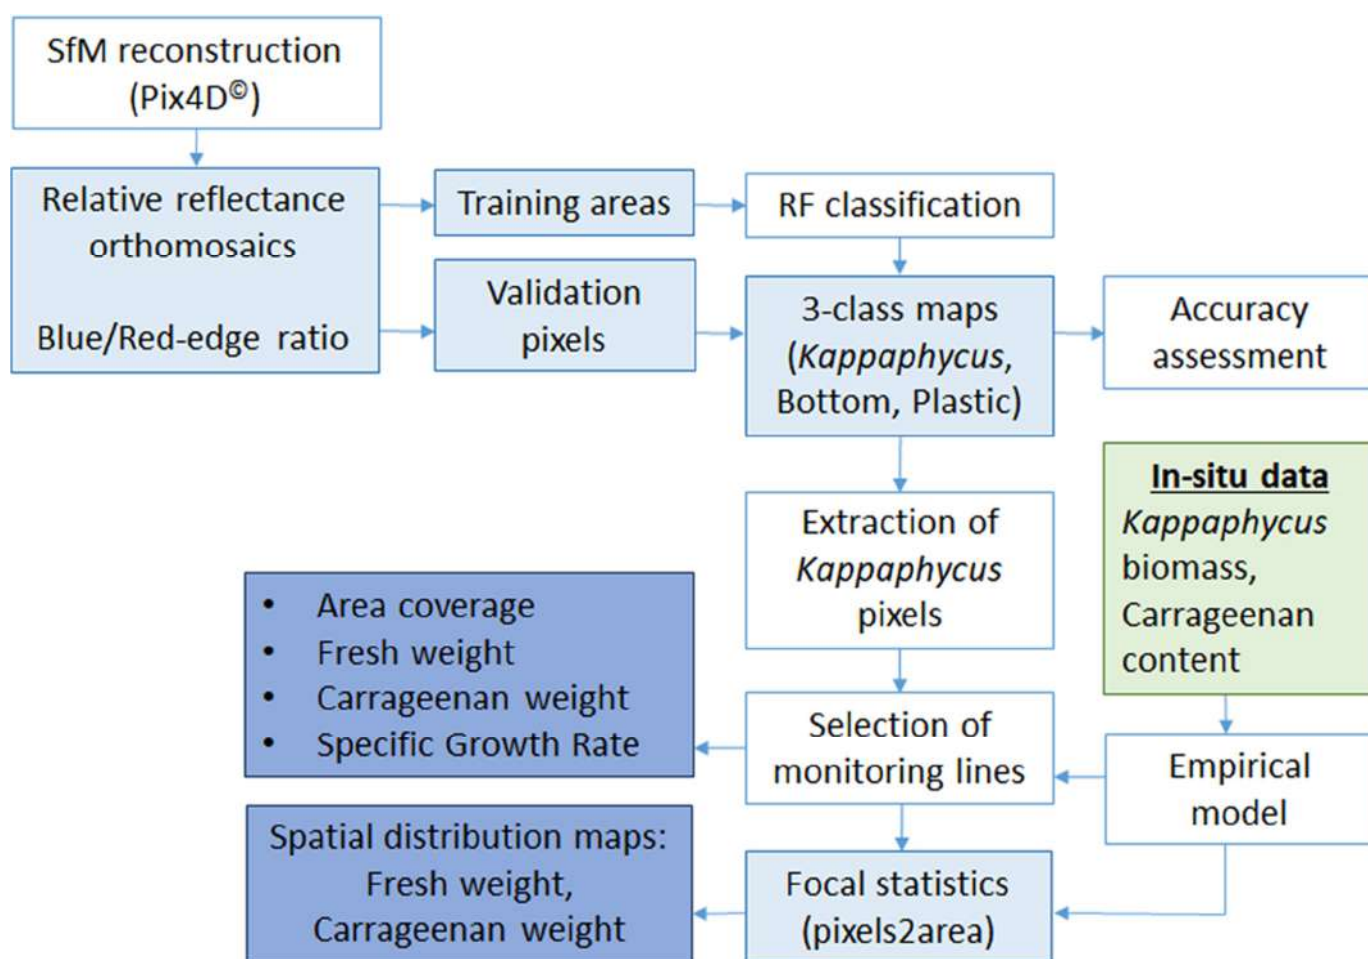 SfM reconstruction
(Pix4D©)
Relative reflectance
orthomosaics
Blue/Red-edge ratio
Training areas
RF classification
Validation
pixels
3-class maps
(Kappaphycus,
Bottom, Plastic)
Accuracy
assessment
In-situ data
Kappaphycus
biomass,
Carrageenan
content
Extraction of
Kappaphycus
pixels
• Area coverage
• Fresh weight
• Carrageenan weight
• Specific Growth Rate
Selection of
monitoring lines
Empirical
model
Spatial distribution maps:
Fresh weight,
Carrageenan weight
Focal statistics
(pixels2area)